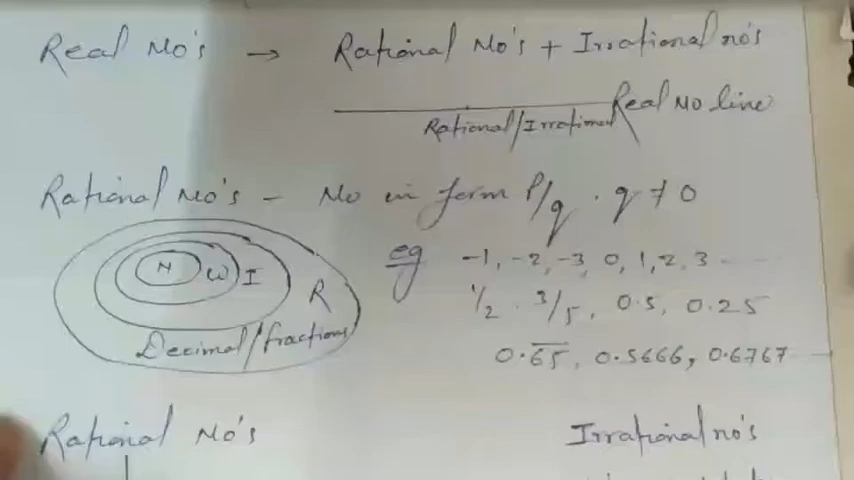 Real No's → Rational No's + Irrational no's
Real No line
Rational/Irrational
Rational No's - No in form P/q . q ≠ 0
N W I R
Decimal/fractions
eg -1, -2, -3, 0, 1, 2, 3 ----
1/2 . 3/5, 0.5, 0.25
0.6̅5̅, 0.5666, 0.6767 ----
Rational No's Irrational no's